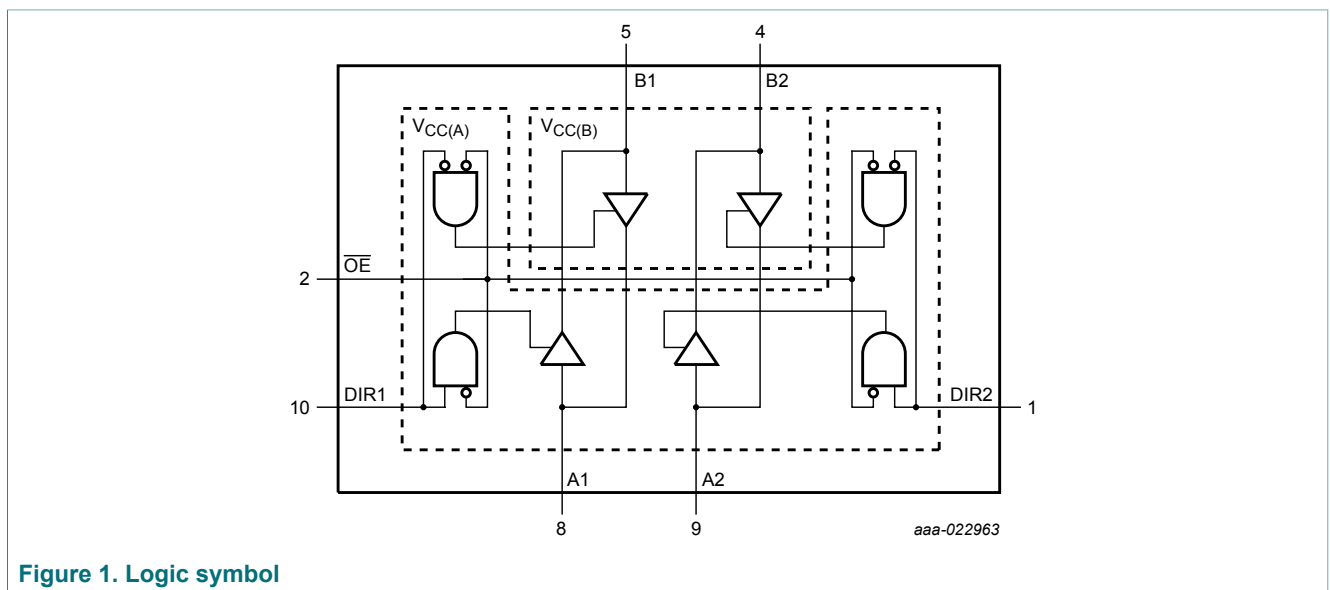 5 4
B1 B2
VCC(A) VCC(B)
2 OE
10 DIR1 DIR2 1
A1 A2
8 9
aaa-022963
Figure 1. Logic symbol